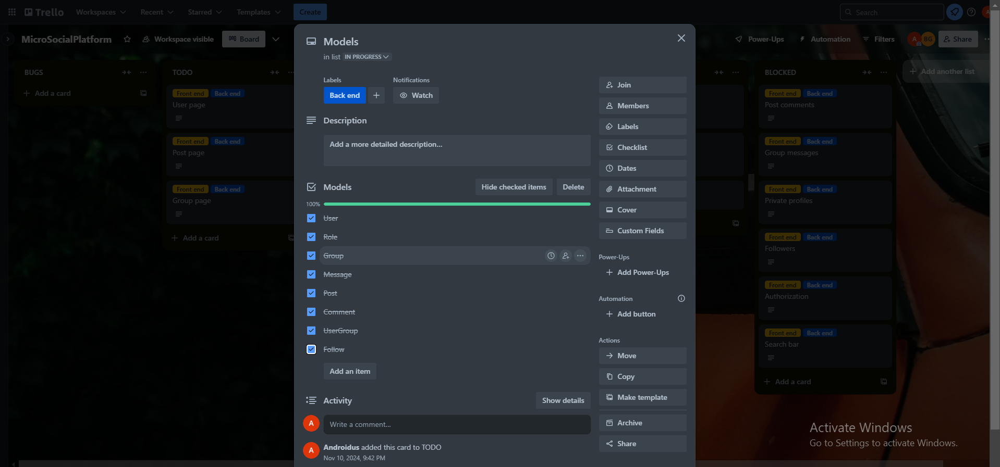 Trello
Workspaces
Recent
Starred
Templates
Create
Search
A
MicroSocialPlatform
Workspace visible
Board
Power-Ups
Automation
Filters
A
BG
Share
BUGS
Add a card
TODO
Front end
Back end
User page
Front end
Back end
Post page
Front end
Back end
Group page
Add a card
Models
in list IN PROGRESS
Labels
Back end
Notifications
Watch
Description
Add a more detailed description...
Models
Hide checked items
Delete
100%
User
Role
Group
Message
Post
Comment
UserGroup
Follow
Add an item
Activity
Show details
A
Write a comment...
A
Androidus added this card to TODO
Nov 10, 2024, 9:42 PM
Join
Members
Labels
Checklist
Dates
Attachment
Cover
Custom Fields
Power-Ups
Add Power-Ups
Automation
Add button
Actions
Move
Copy
Make template
Archive
Share
BLOCKED
Front end
Back end
Post comments
Front end
Back end
Group messages
Front end
Back end
Private profiles
Front end
Back end
Followers
Front end
Back end
Authorization
Front end
Back end
Search bar
Add a card
Add another list
Activate Windows
Go to Settings to activate Windows.